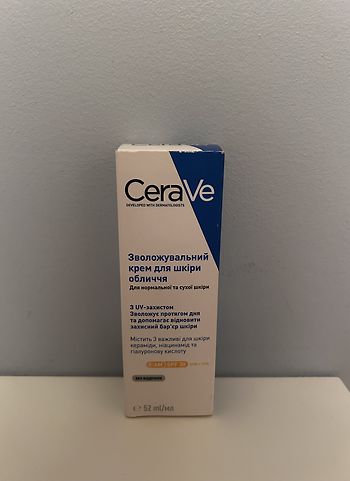 CeraVe
DEVELOPED WITH DERMATOLOGISTS
Зволожувальний
крем для шкіри
обличчя
Для нормальної та сухої шкіри
З UV-захистом
Зволожує протягом дня
та допомагає відновити
захисний бар'єр шкіри
Містить 3 важливі для шкіри
кераміди, ніацинамід та
гіалуронову кислоту
℮ 52 ml/мл